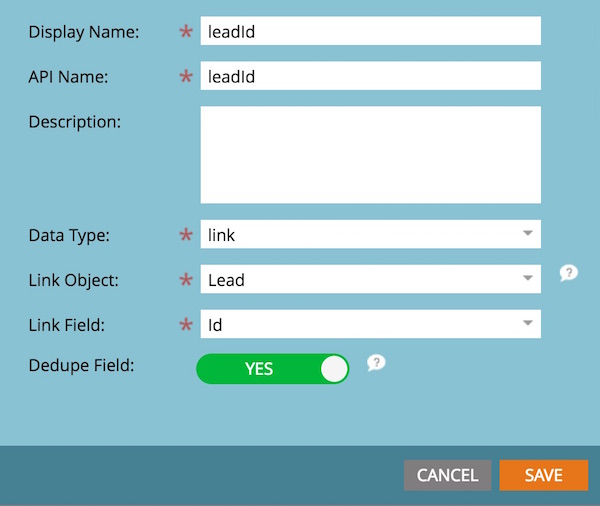 Display Name: * leadId
API Name: * leadId
Description:
Data Type: * link
Link Object: * Lead ?
Link Field: * Id
Dedupe Field: YES ?
CANCEL SAVE